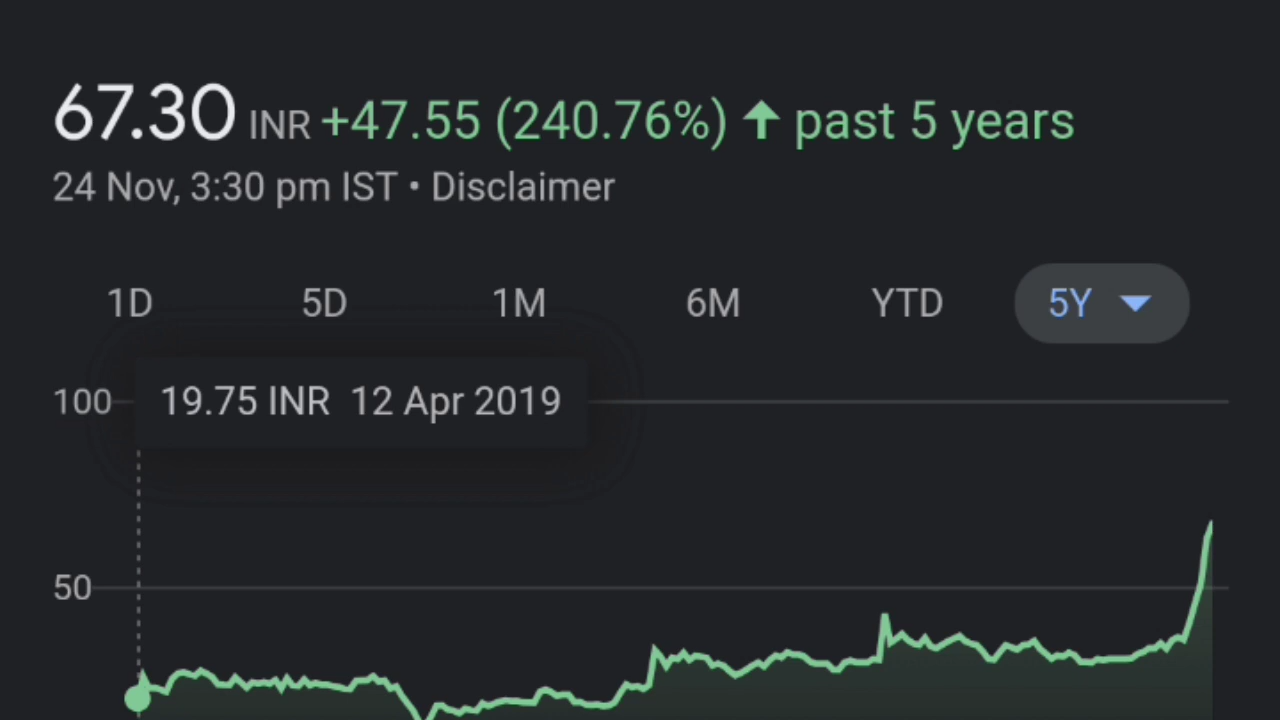 67.30 INR +47.55 (240.76%) ↑ past 5 years
24 Nov, 3:30 pm IST • Disclaimer
1D 5D 1M 6M YTD 5Y
100 19.75 INR 12 Apr 2019
50